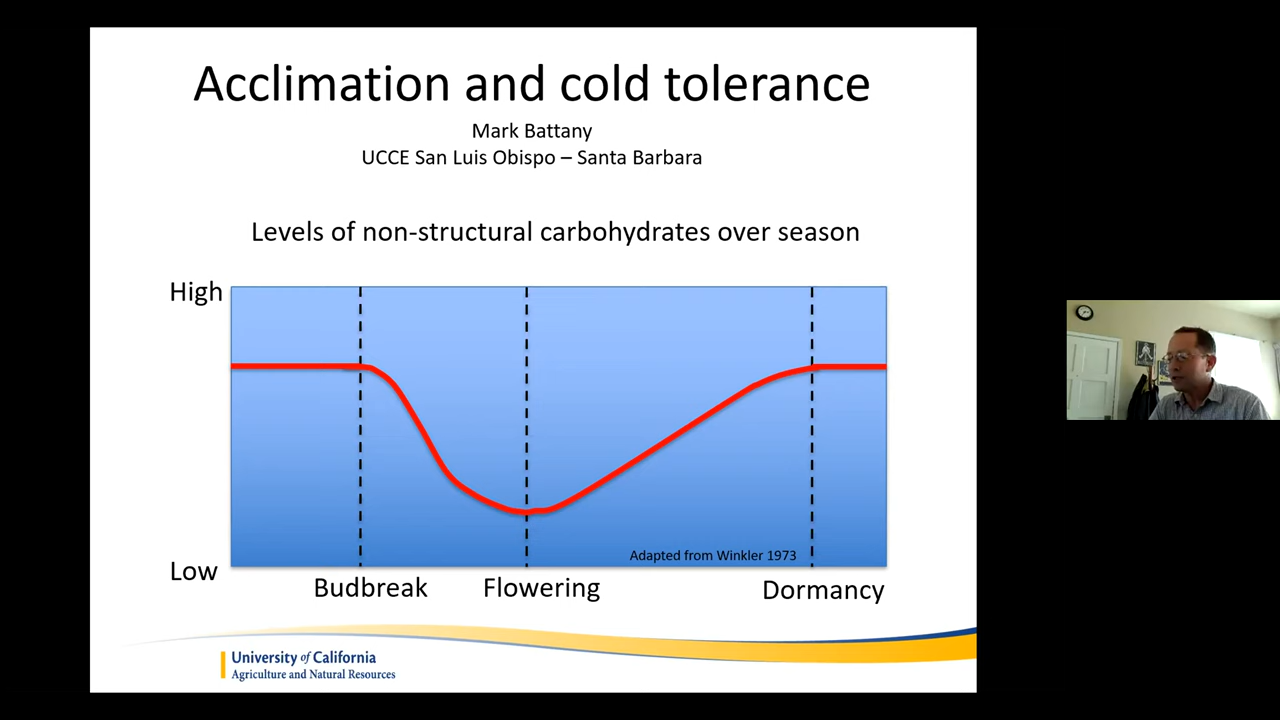 Acclimation and cold tolerance
Mark Battany
UCCE San Luis Obispo – Santa Barbara
Levels of non-structural carbohydrates over season
High
Adapted from Winkler 1973
Low
Budbreak
Flowering
Dormancy
University of California
Agriculture and Natural Resources